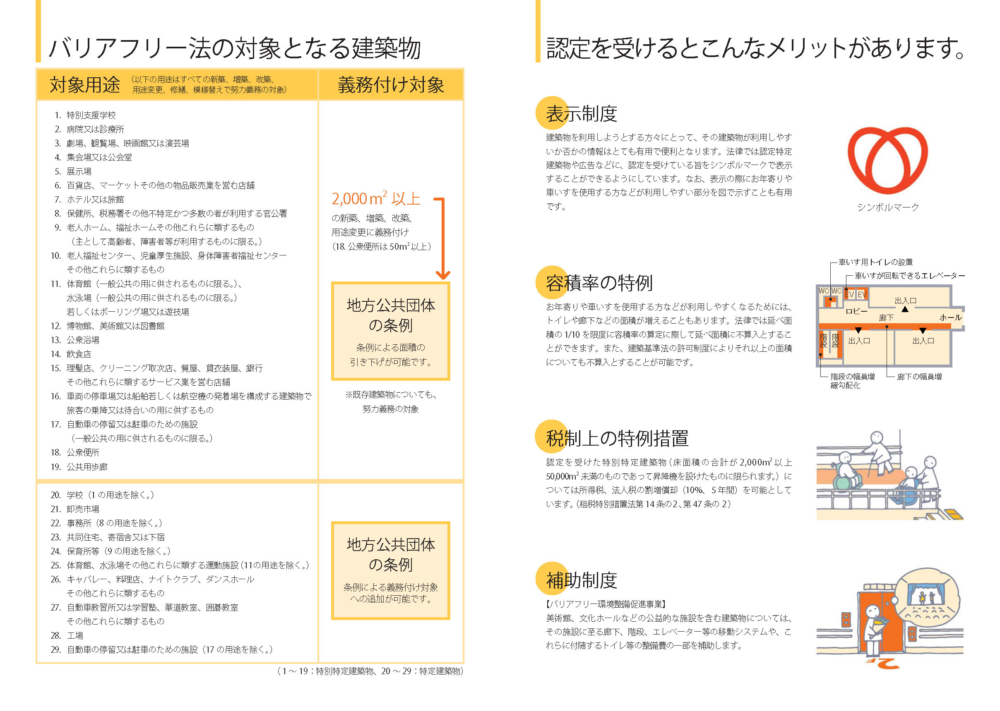 バリアフリー法の対象となる建築物
対象用途
（以下の用途はすべての新築、増築、改築、
用途変更、修繕、模様替えで努力義務の対象）
義務付け対象
1. 特別支援学校
2. 病院又は診療所
3. 劇場、観覧場、映画館又は演芸場
4. 集会場又は公会堂
5. 展示場
6. 百貨店、マーケットその他の物品販売業を営む店舗
7. ホテル又は旅館
8. 保健所、税務署その他不特定かつ多数の者が利用する官公署
9. 老人ホーム、福祉ホームその他これらに類するもの
（主として高齢者、障害者等が利用するものに限る。）
10. 老人福祉センター、児童厚生施設、身体障害者福祉センター
その他これらに類するもの
11. 体育館（一般公共の用に供されるものに限る。）、
水泳場（一般公共の用に供されるものに限る。）
若しくはボーリング場又は遊技場
12. 博物館、美術館又は図書館
13. 公衆浴場
14. 飲食店
15. 理髪店、クリーニング取次店、質屋、貸衣装屋、銀行
その他これらに類するサービス業を営む店舗
16. 車両の停車場又は船舶若しくは航空機の発着場を構成する建築物で
旅客の乗降又は待合いの用に供するもの
17. 自動車の停留又は駐車のための施設
（一般公共の用に供されるものに限る。）
18. 公衆便所
19. 公共用歩廊
2,000m² 以上
の新築、増築、改築、
用途変更に義務付け
（18. 公衆便所は 50m²以上）
地方公共団体
の条例
条例による面積の
引き下げが可能です。
※既存建築物についても、
努力義務の対象
20. 学校（1 の用途を除く。）
21. 卸売市場
22. 事務所（8 の用途を除く。）
23. 共同住宅、寄宿舎又は下宿
24. 保育所等（9 の用途を除く。）
25. 体育館、水泳場その他これらに類する運動施設（11の用途を除く。）
26. キャバレー、料理店、ナイトクラブ、ダンスホール
その他これらに類するもの
27. 自動車教習所又は学習塾、華道教室、囲碁教室
その他これらに類するもの
28. 工場
29. 自動車の停留又は駐車のための施設（17 の用途を除く。）
地方公共団体
の条例
条例による義務付け対象
への追加が可能です。
（1 ～ 19：特別特定建築物、20 ～ 29：特定建築物）
認定を受けるとこんなメリットがあります。
表示制度
建築物を利用しようとする方々にとって、その建築物が利用しやす
いか否かの情報はとても有用で便利となります。法律では認定特定
建築物や広告などに、認定を受けている旨をシンボルマークで表示
することができるようにしています。なお、表示の際にお年寄りや
車いすを使用する方などが利用しやすい部分を図で示すことも有用
です。
シンボルマーク
容積率の特例
お年寄りや車いすを使用する方などが利用しやすくなるためには、
トイレや廊下などの面積が増えることもあります。法律では延べ面
積の 1/10 を限度に容積率の算定に際して延べ面積に不算入とするこ
とができます。また、建築基準法の許可制度によりそれ以上の面積
についても不算入とすることが可能です。
車いす用トイレの設置
車いすが回転できるエレベーター
WC WC
EV EV
出入口
ロビー
廊下
ホール
階段
階段
出入口
出入口
階段の幅員増
緩勾配化
廊下の幅員増
税制上の特例措置
認定を受けた特別特定建築物（床面積の合計が 2,000m² 以上
50,000m² 未満のものであって昇降機を設けたものに限られます。）に
ついては所得税、法人税の割増償却（10%、5 年間）を可能として
います。（租税特別措置法第 14 条の2、第 47 条の 2）
補助制度
【バリアフリー環境整備促進事業】
美術館、文化ホールなどの公益的な施設を含む建築物については、
その施設に至る廊下、階段、エレベーター等の移動システムや、こ
れらに付随するトイレ等の整備費の一部を補助します。
2F